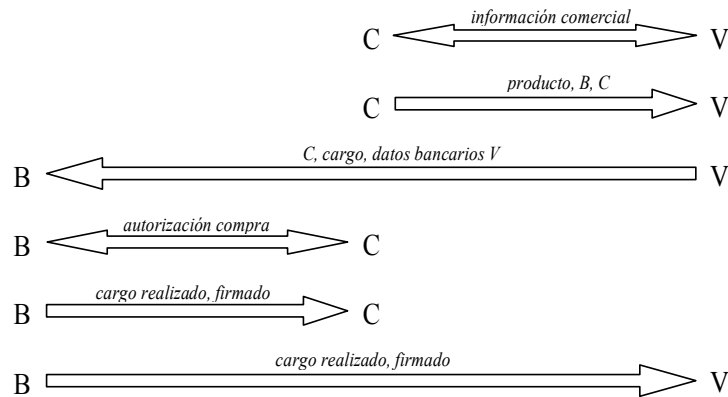 información comercial
C V
producto, B, C
C V
C, cargo, datos bancarios V
B V
autorización compra
B C
cargo realizado, firmado
B C
cargo realizado, firmado
B V